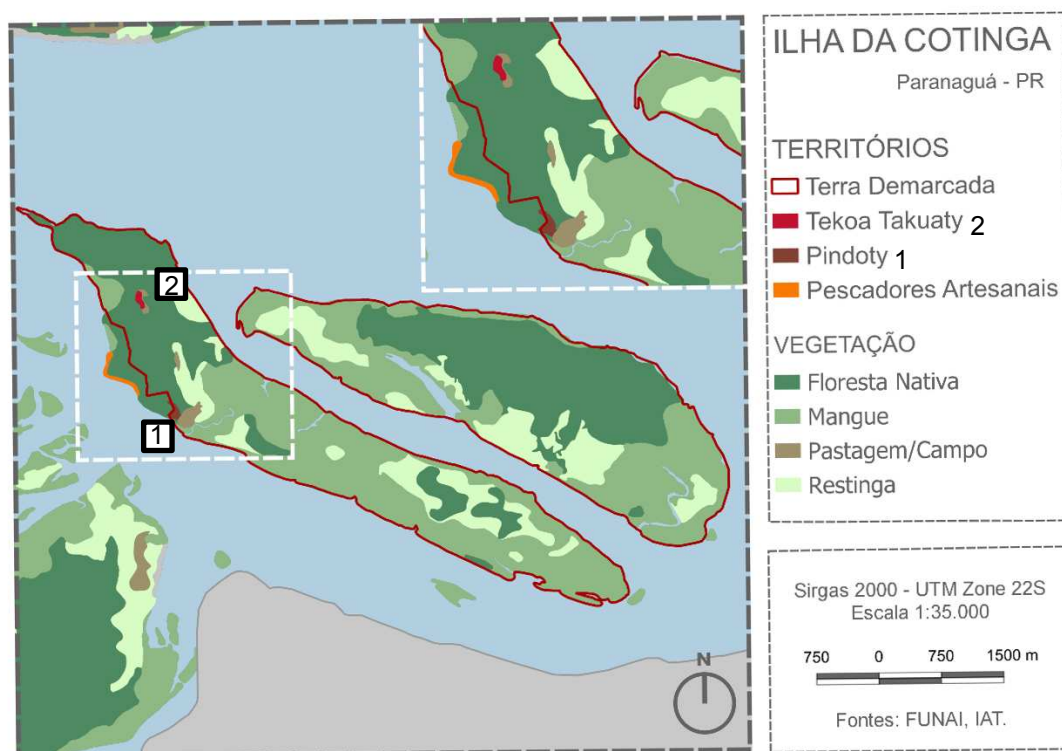 ILHA DA COTINGA
Paranaguá - PR
TERRITÓRIOS
Terra Demarcada
Tekoa Takuaty 2
Pindoty 1
Pescadores Artesanais
VEGETAÇÃO
Floresta Nativa
Mangue
Pastagem/Campo
Restinga
Sirgas 2000 - UTM Zone 22S
Escala 1:35.000
750 0 750 1500 m
Fontes: FUNAI, IAT.
2
1
N